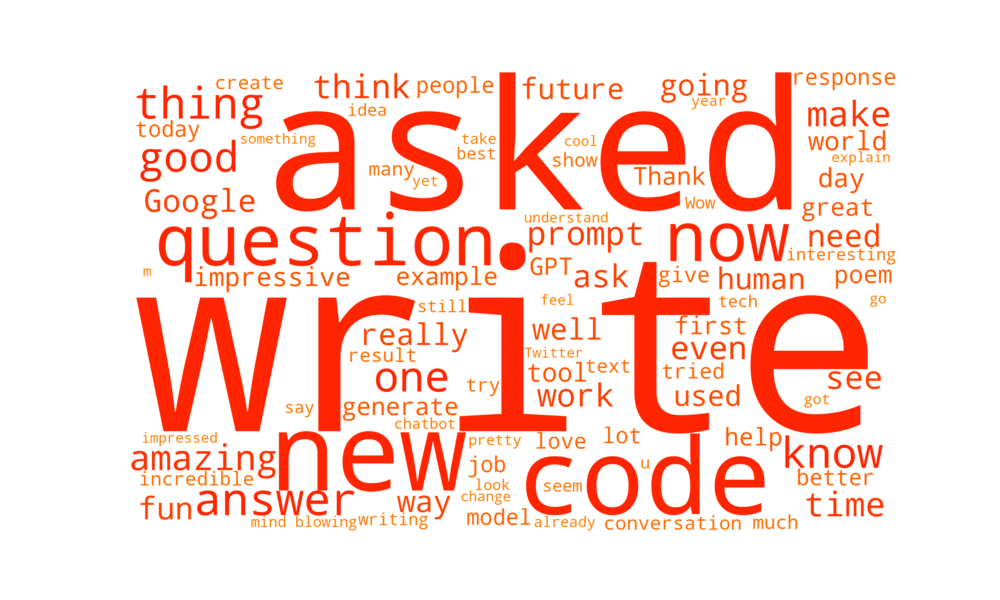 create
think
people
future
going
response
thing
idea
asked
year
make
today
something
take
cool
world
good
best
show
explain
many
yet
Thank
day
Google
Wow
great
understand
question
prompt
now
need
interesting
m
impressive
example
GPT
ask
give
human
poem
write
still
feel
tech
go
really
well
first
result
Twitter
even
one
tool
text
tried
see
try
work
used
got
say
generate
chatbot
impressed
new
pretty
love
lot
help
know
amazing
code
incredible
job
u
better
fun
answer
way
look
change
seem
time
mind blowing
writing
model
already
conversation
much